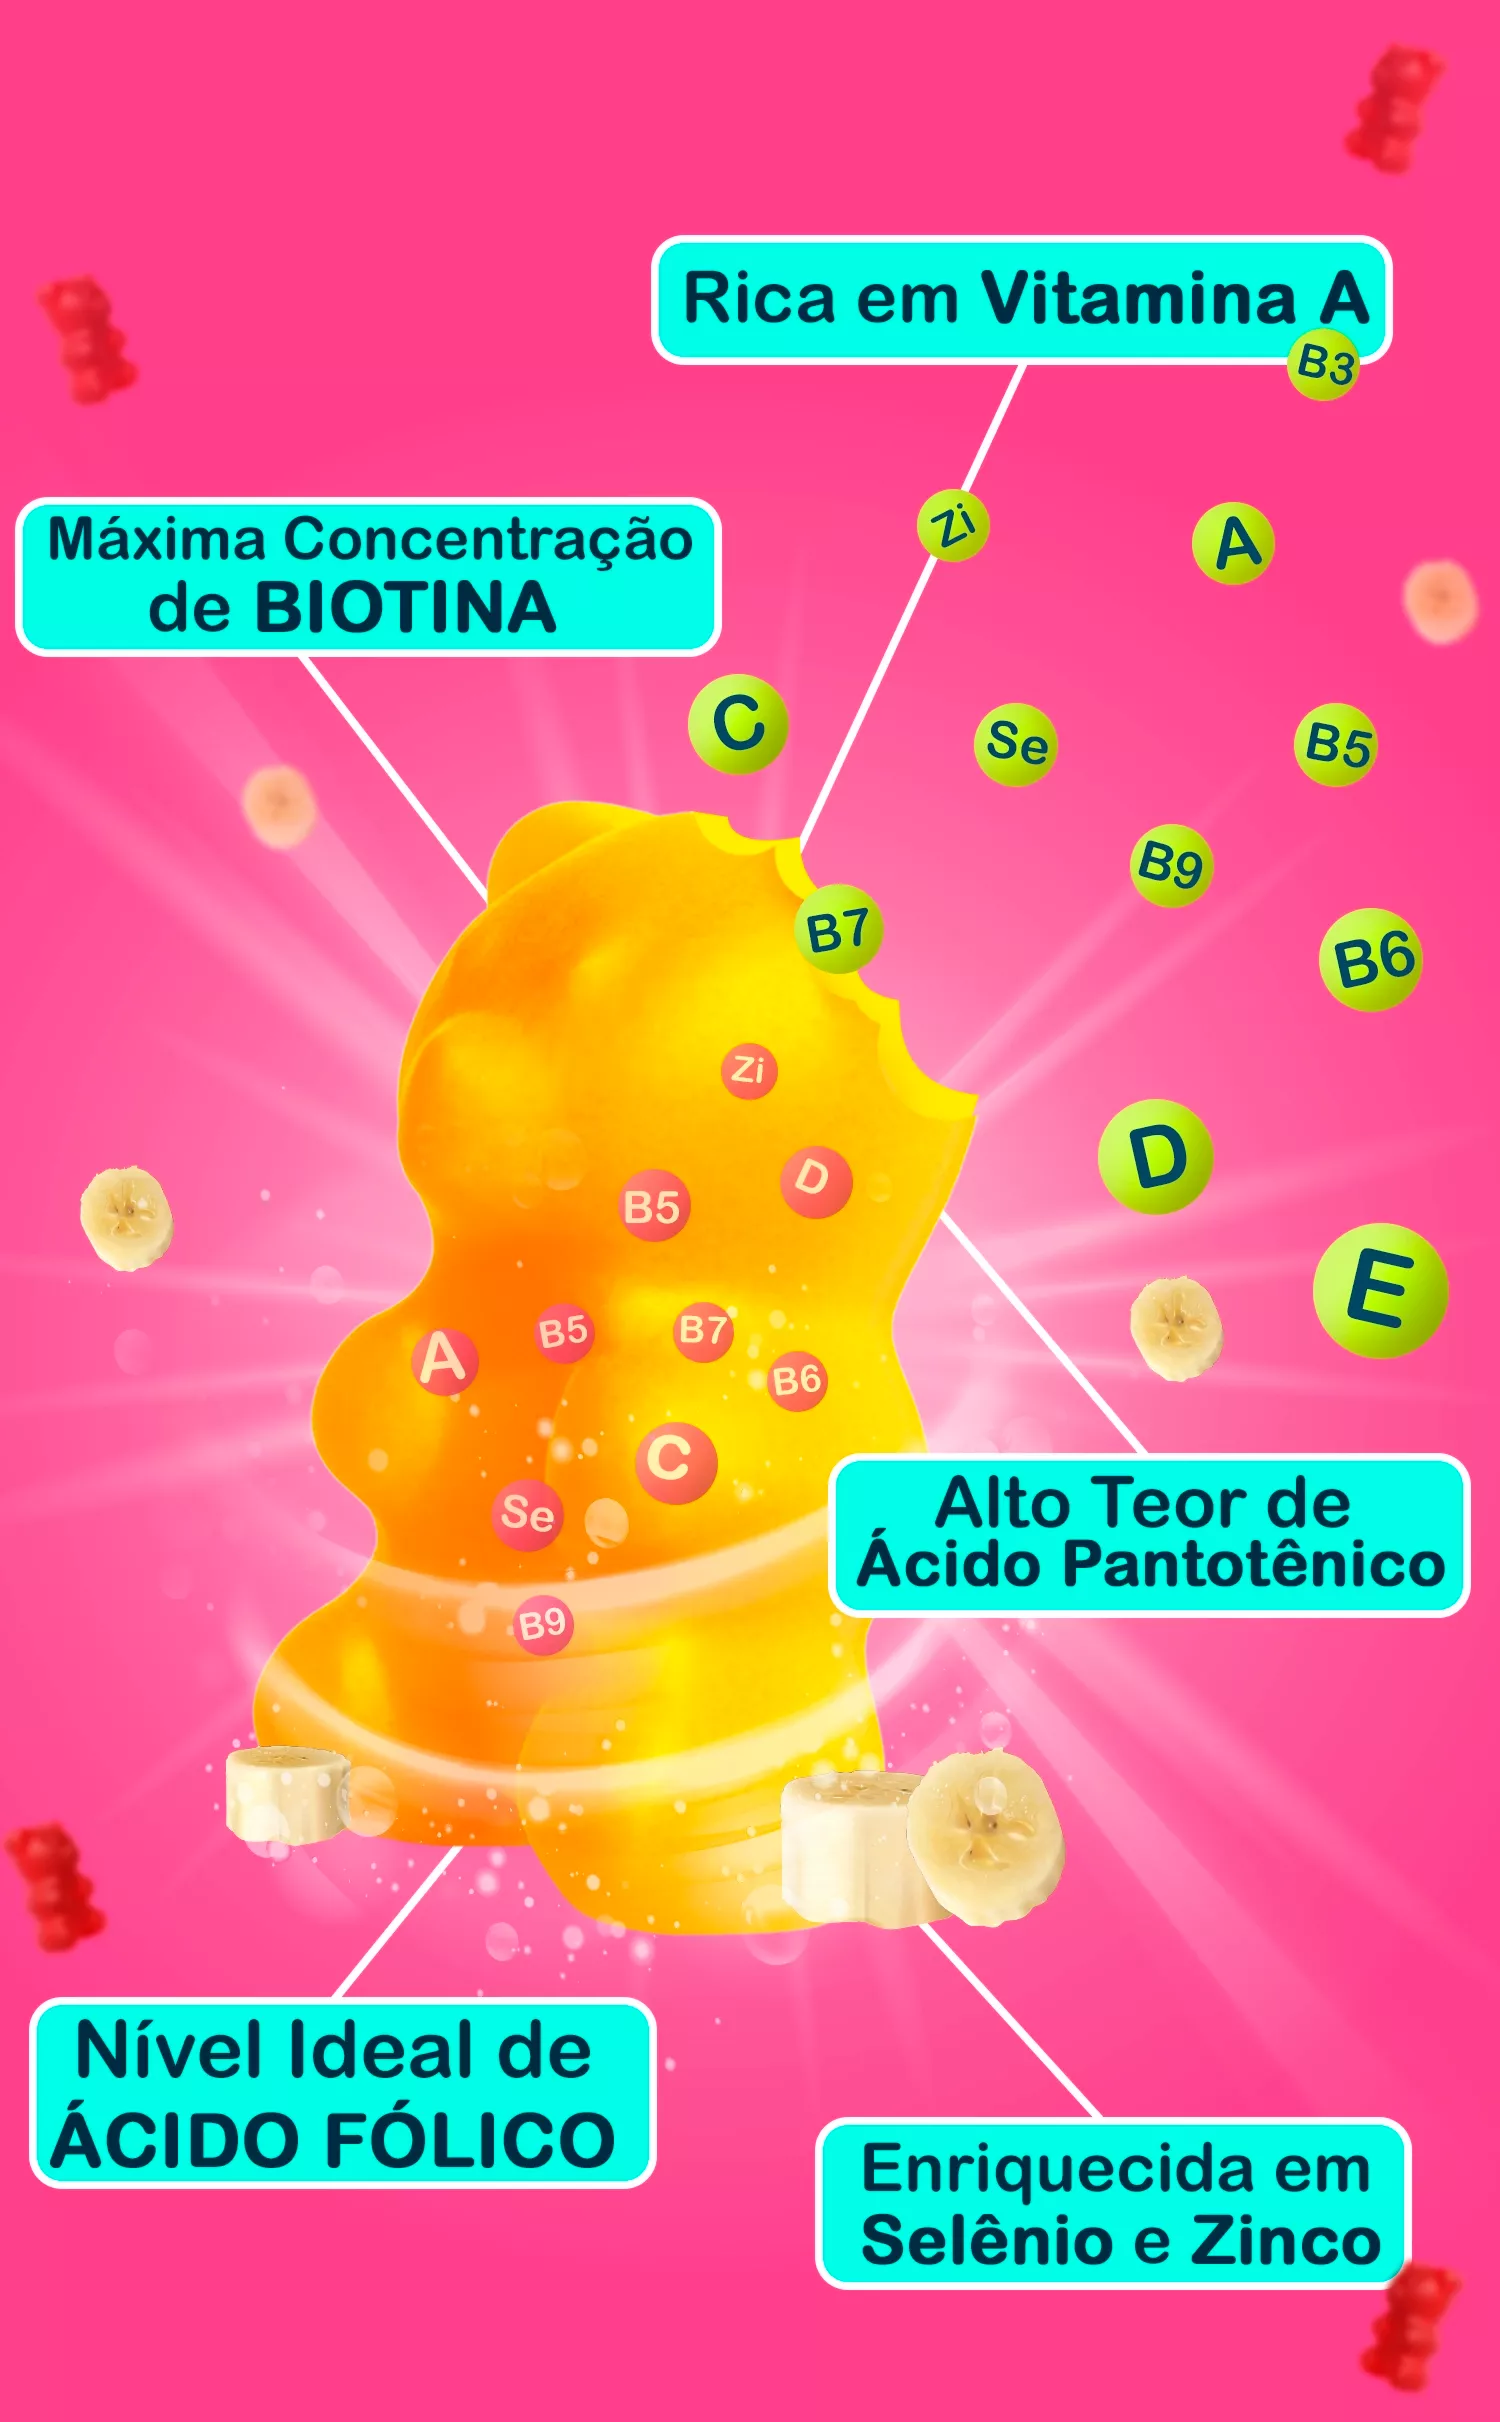 Rica em Vitamina A
B3
Zi
A
Máxima Concentração
de BIOTINA
C
Se
B5
B9
B7
B6
Zi
D
D
B5
E
A
B5
B7
B6
C
Se
Alto Teor de
Ácido Pantotênico
B9
Nível Ideal de
ÁCIDO FÓLICO
Enriquecida em
Selênio e Zinco